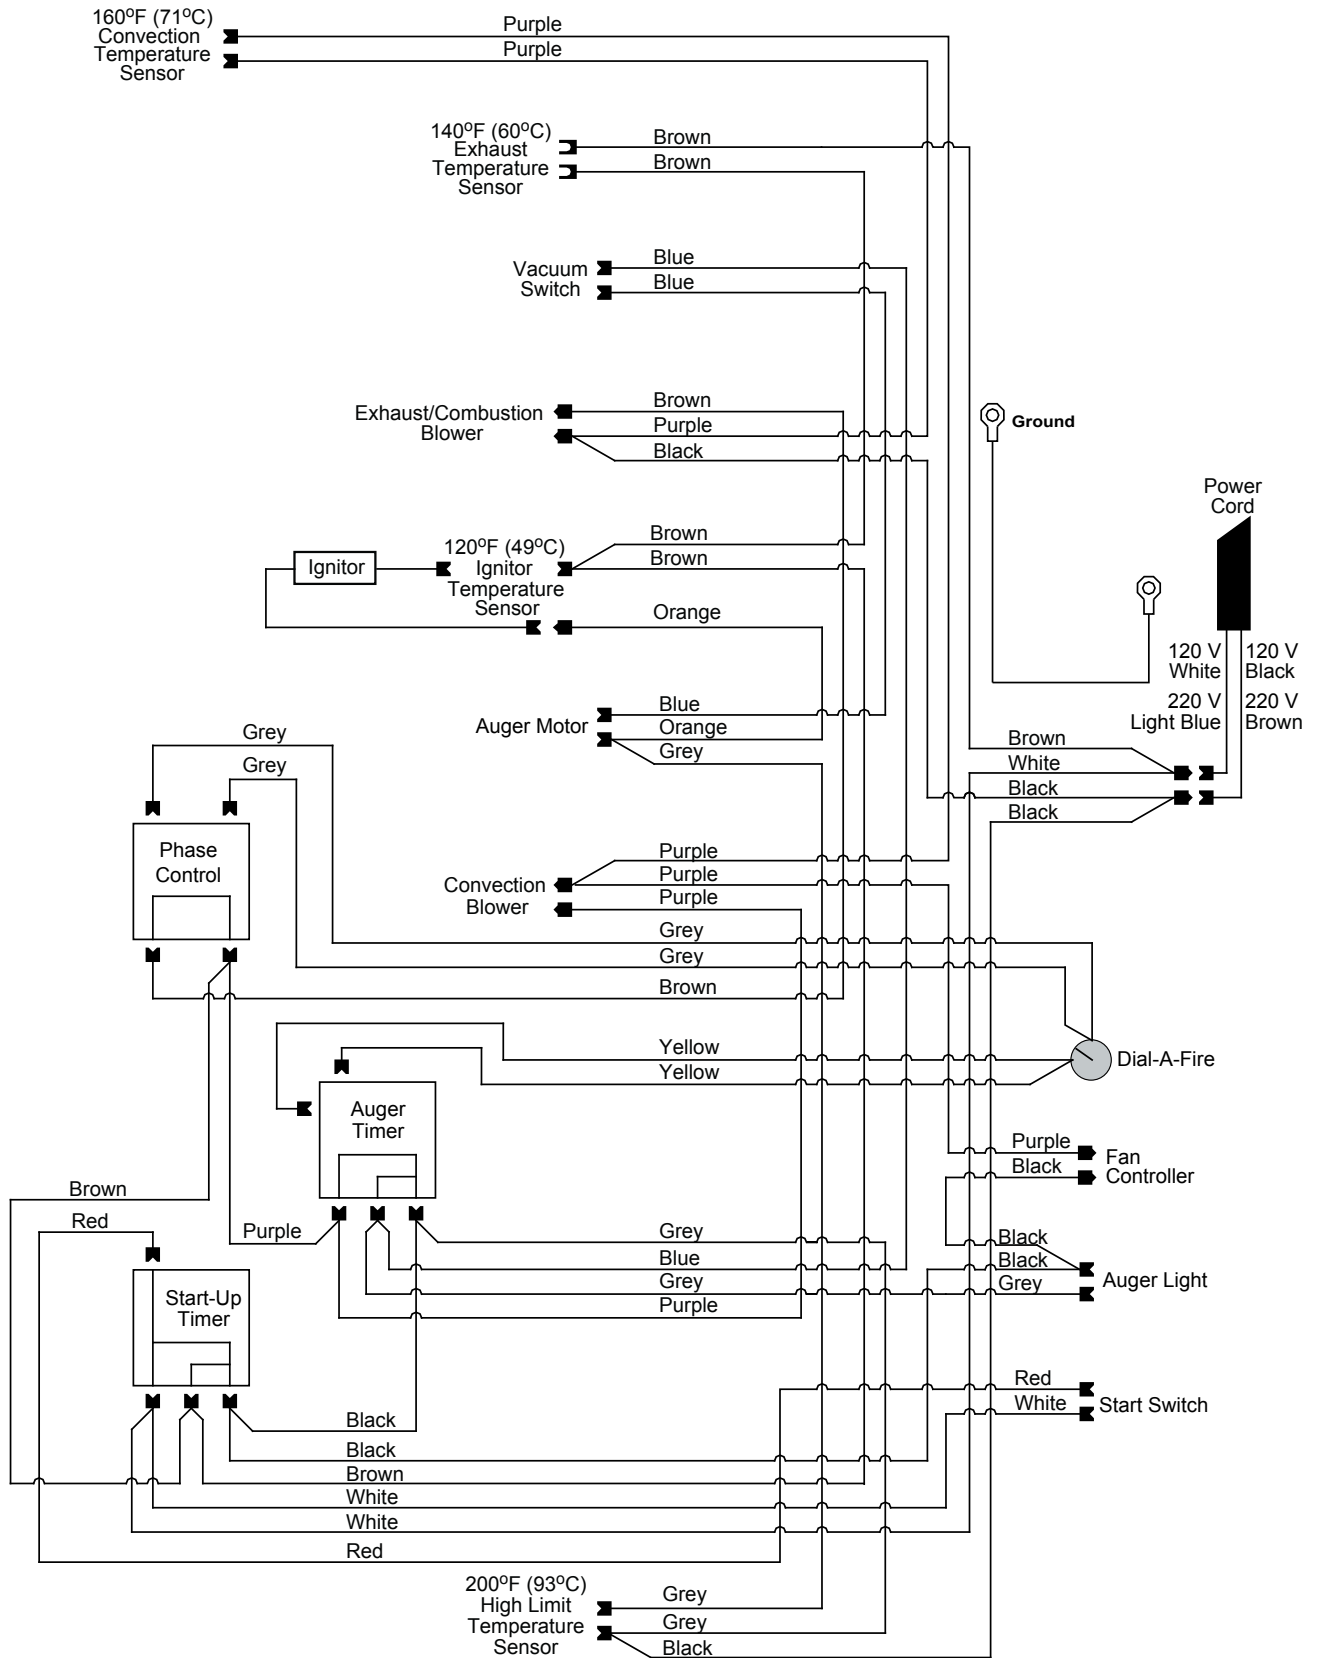 160ºF (71ºC)
Convection
Temperature
Sensor
Purple
Purple
140ºF (60ºC)
Exhaust
Temperature
Sensor
Brown
Brown
Vacuum
Switch
Blue
Blue
Exhaust/Combustion
Blower
Brown
Purple
Black
Ground
Power
Cord
120 V
White
120 V
Black
220 V
Light Blue
220 V
Brown
Ignitor
120ºF (49ºC)
Ignitor
Temperature
Sensor
Brown
Brown
Orange
Auger Motor
Blue
Orange
Grey
Brown
White
Black
Black
Grey
Grey
Phase
Control
Convection
Blower
Purple
Purple
Purple
Grey
Grey
Brown
Yellow
Yellow
Dial-A-Fire
Auger
Timer
Purple
Black
Fan
Controller
Brown
Red
Purple
Grey
Blue
Grey
Purple
Black
Black
Grey
Auger Light
Start-Up
Timer
Red
White
Start Switch
Black
Black
Brown
White
White
Red
200ºF (93ºC)
High Limit
Temperature
Sensor
Grey
Grey
Black